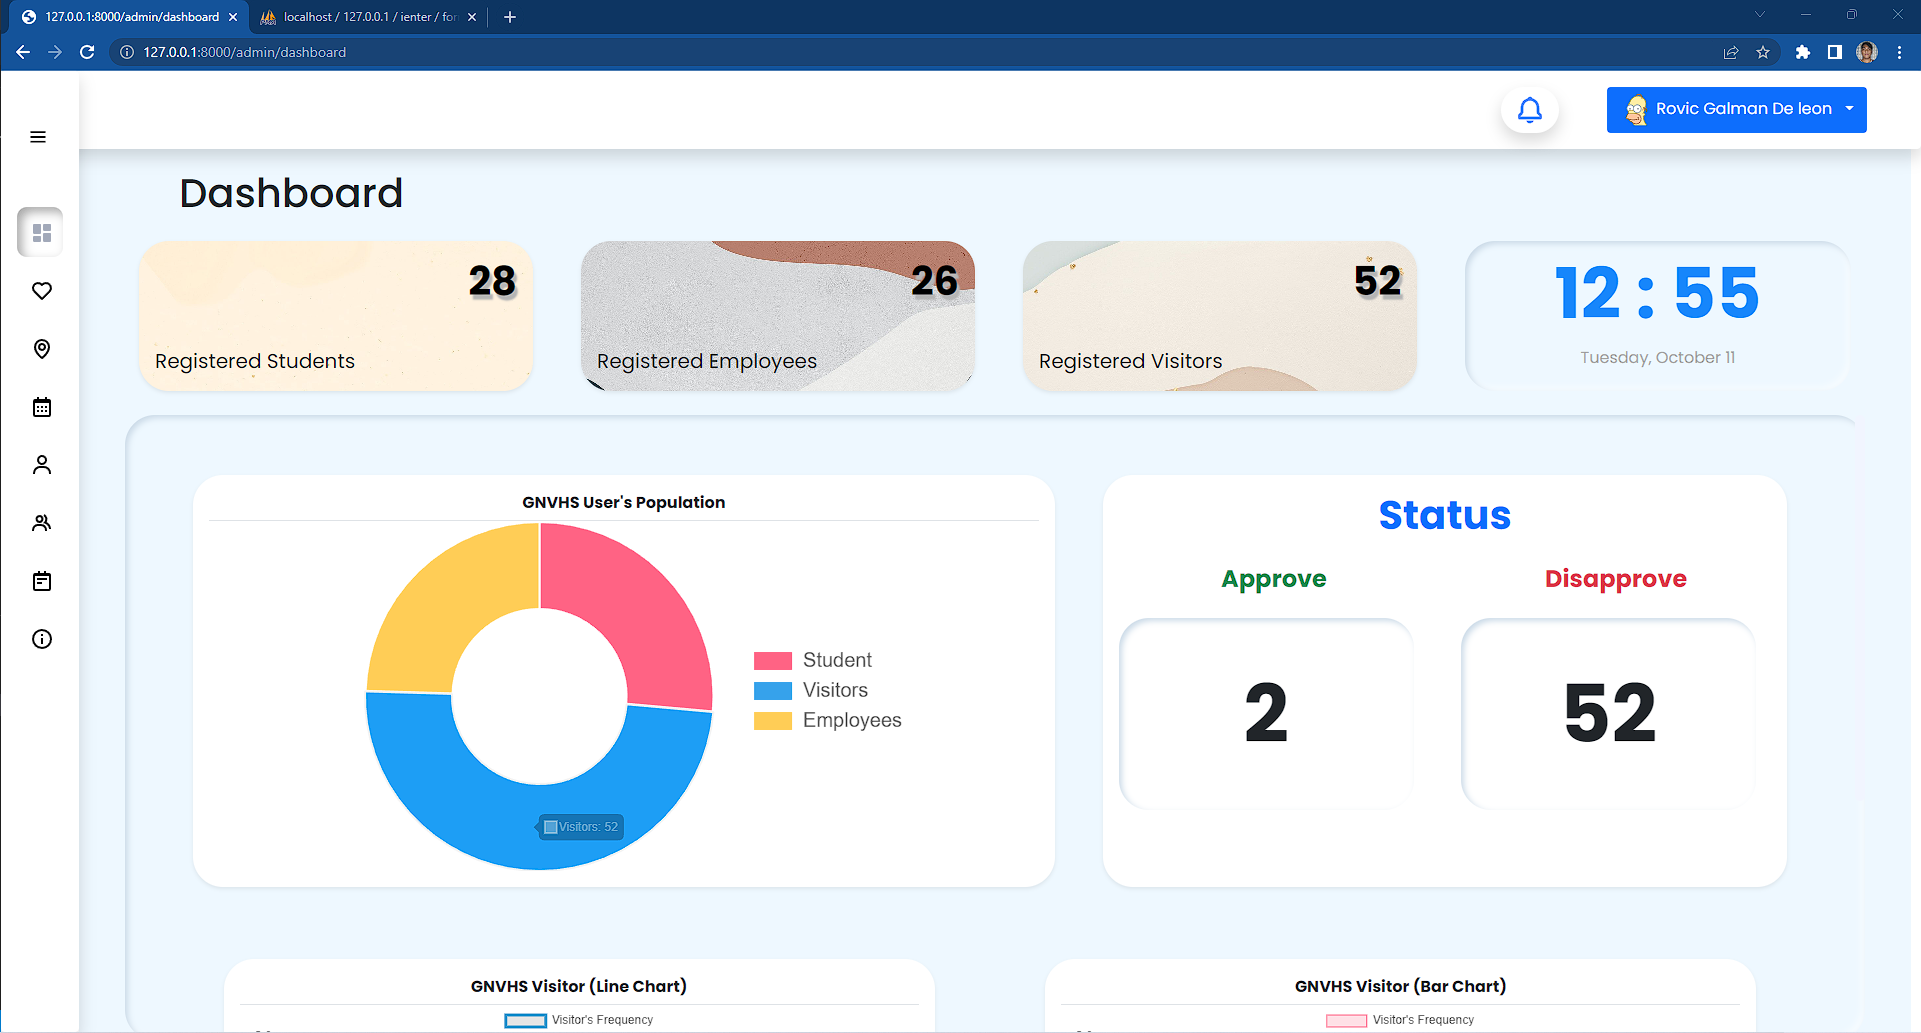 127.0.0.1:8000/admin/dashboard
localhost / 127.0.0.1 / ienter / for
127.0.0.1:8000/admin/dashboard
Rovic Galman De leon
Dashboard
28
Registered Students
26
Registered Employees
52
Registered Visitors
12 : 55
Tuesday, October 11
GNVHS User's Population
Student
Visitors
Employees
Visitors: 52
Status
Approve
Disapprove
2
52
GNVHS Visitor (Line Chart)
Visitor's Frequency
GNVHS Visitor (Bar Chart)
Visitor's Frequency